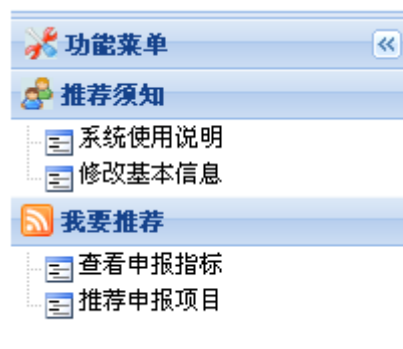 功能菜单
推荐须知
系统使用说明
修改基本信息
我要推荐
查看申报指标
推荐申报项目